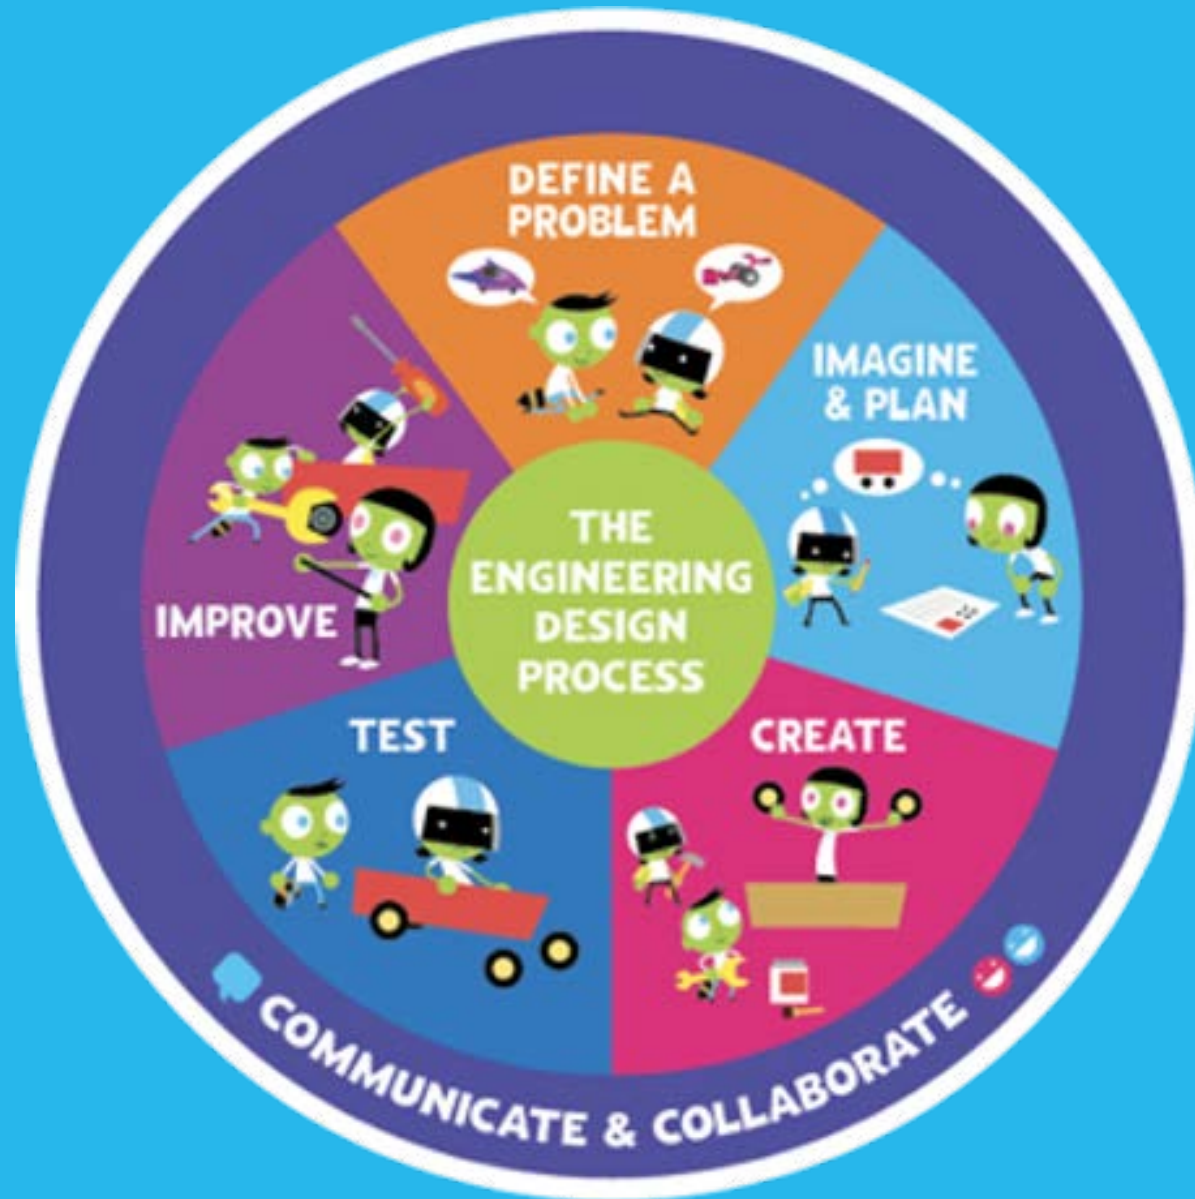 DEFINE A
PROBLEM
IMAGINE
& PLAN
THE
ENGINEERING
DESIGN
PROCESS
IMPROVE
TEST
CREATE
COMMUNICATE & COLLABORATE